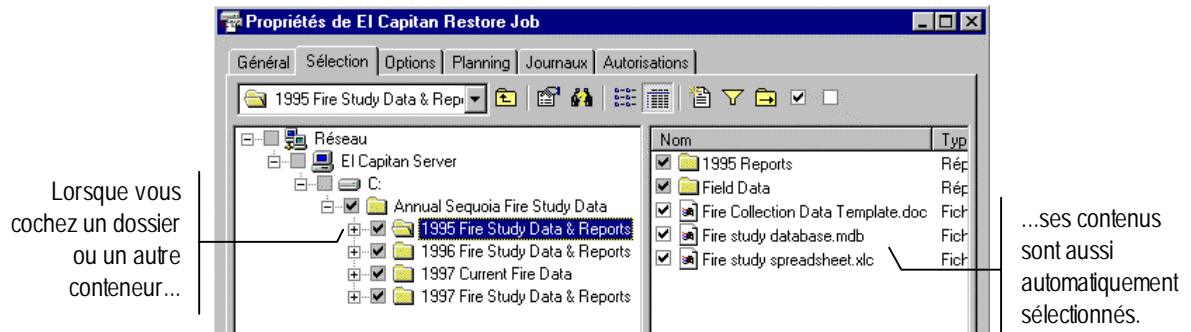 Propriétés de El Capitan Restore Job
Général Sélection Options Planning Journaux Autorisations
1995 Fire Study Data & Rep
Réseau
El Capitan Server
C:
Annual Sequoia Fire Study Data
1995 Fire Study Data & Reports
1996 Fire Study Data & Reports
1997 Current Fire Data
1997 Fire Study Data & Reports
Nom Typ
1995 Reports Rép
Field Data Rép
Fire Collection Data Template.doc Fich
Fire study database.mdb Fich
Fire study spreadsheet.xlc Fich
Lorsque vous
cochez un dossier
ou un autre
conteneur...
...ses contenus
sont aussi
automatiquement
sélectionnés.